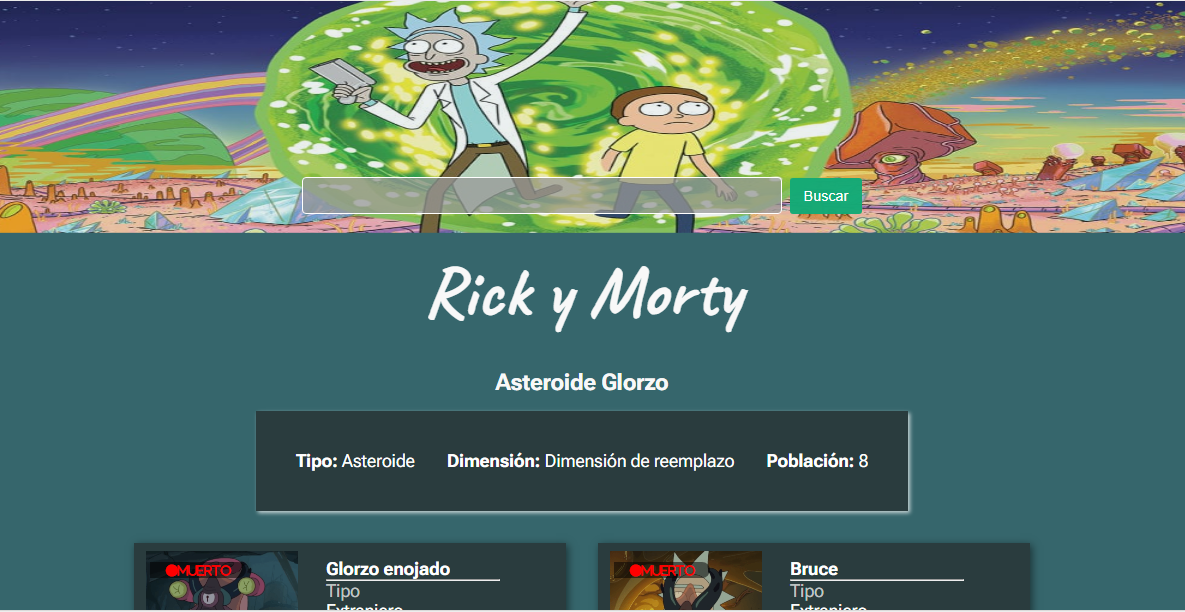 Buscar
Rick y Morty
Asteroide Glorzo
Tipo: Asteroide Dimensión: Dimensión de reemplazo Población: 8
MUERTO
Glorzo enojado
Tipo
Extranjero
MUERTO
Bruce
Tipo
Extranjero